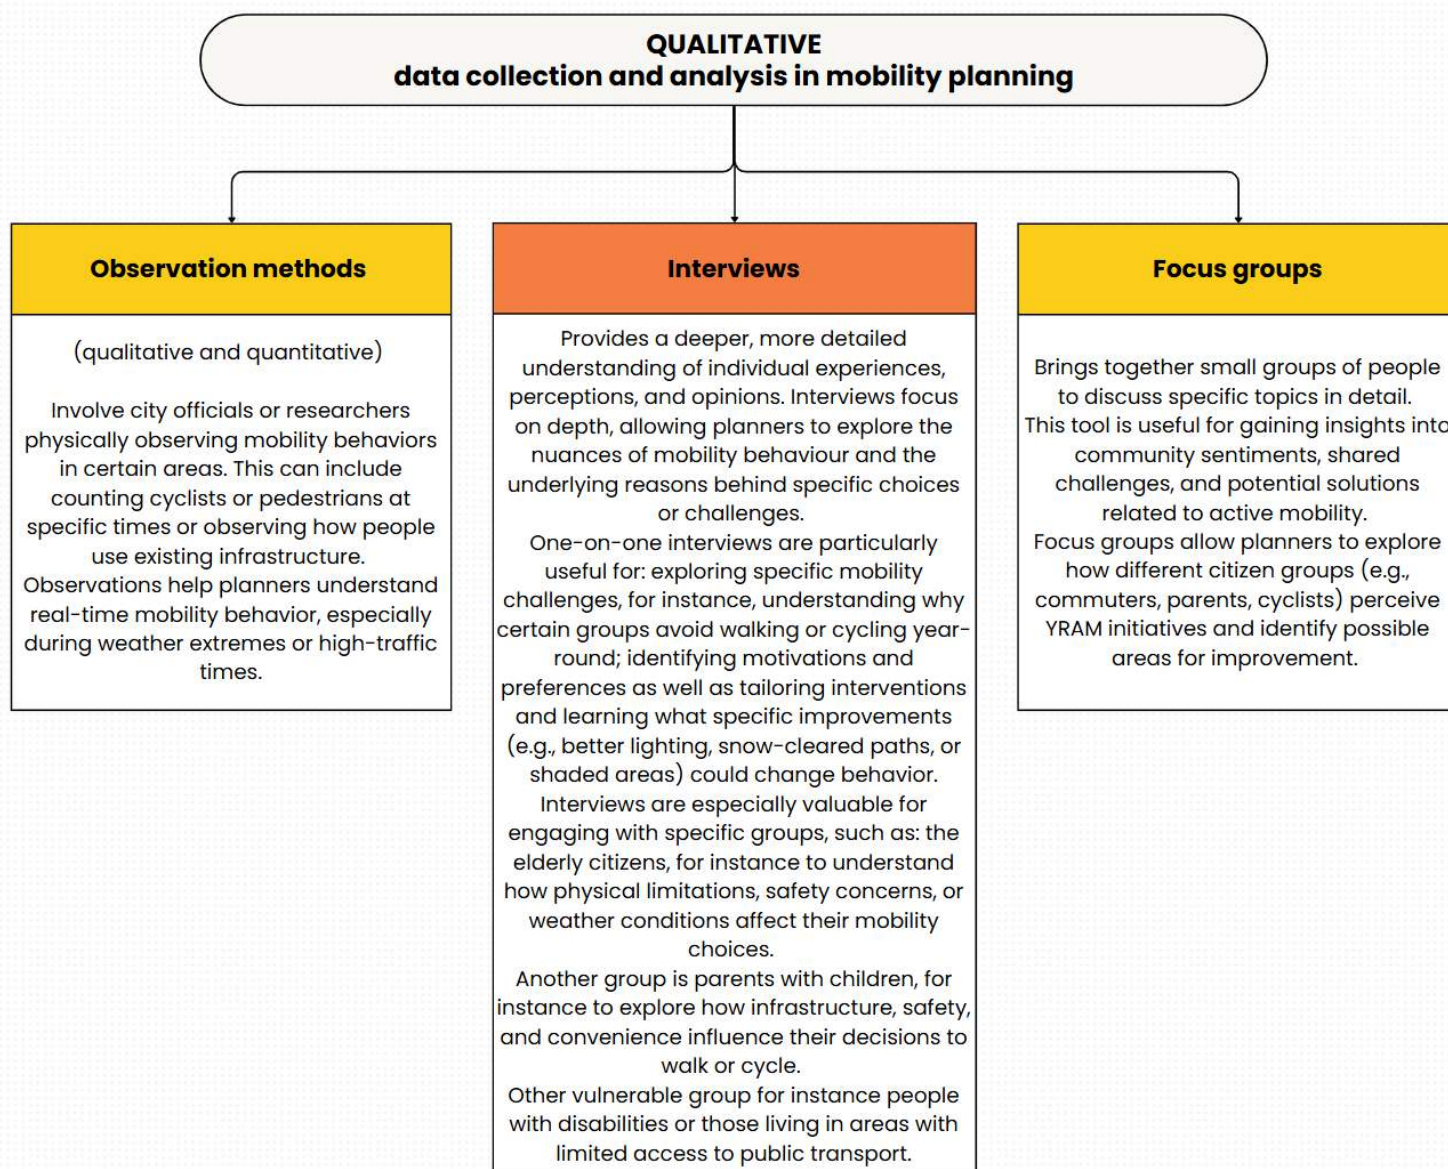 QUALITATIVE
data collection and analysis in mobility planning
Observation methods
(qualitative and quantitative)
Involve city officials or researchers
physically observing mobility behaviors
in certain areas. This can include
counting cyclists or pedestrians at
specific times or observing how people
use existing infrastructure.
Observations help planners understand
real-time mobility behavior, especially
during weather extremes or high-traffic
times.
Interviews
Provides a deeper, more detailed
understanding of individual experiences,
perceptions, and opinions. Interviews focus
on depth, allowing planners to explore the
nuances of mobility behaviour and the
underlying reasons behind specific choices
or challenges.
One-on-one interviews are particularly
useful for: exploring specific mobility
challenges, for instance, understanding why
certain groups avoid walking or cycling year-
round; identifying motivations and
preferences as well as tailoring interventions
and learning what specific improvements
(e.g., better lighting, snow-cleared paths, or
shaded areas) could change behavior.
Interviews are especially valuable for
engaging with specific groups, such as: the
elderly citizens, for instance to understand
how physical limitations, safety concerns, or
weather conditions affect their mobility
choices.
Another group is parents with children, for
instance to explore how infrastructure, safety,
and convenience influence their decisions to
walk or cycle.
Other vulnerable group for instance people
with disabilities or those living in areas with
limited access to public transport.
Focus groups
Brings together small groups of people
to discuss specific topics in detail.
This tool is useful for gaining insights into
community sentiments, shared
challenges, and potential solutions
related to active mobility.
Focus groups allow planners to explore
how different citizen groups (e.g.,
commuters, parents, cyclists) perceive
YRAM initiatives and identify possible
areas for improvement.